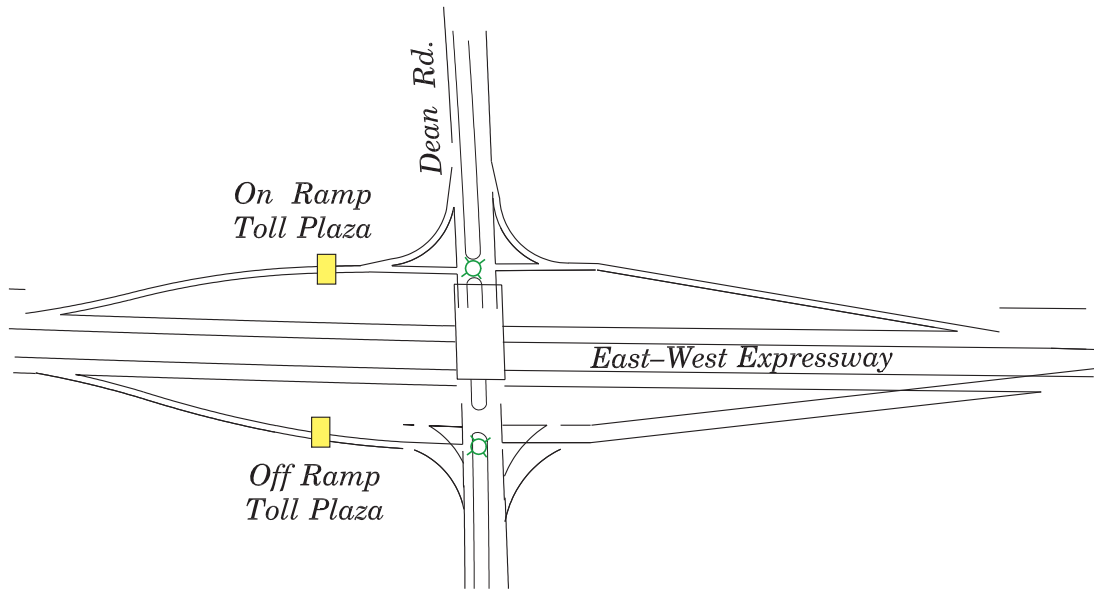 Dean Rd.
On Ramp
Toll Plaza
East-West Expressway
Off Ramp
Toll Plaza